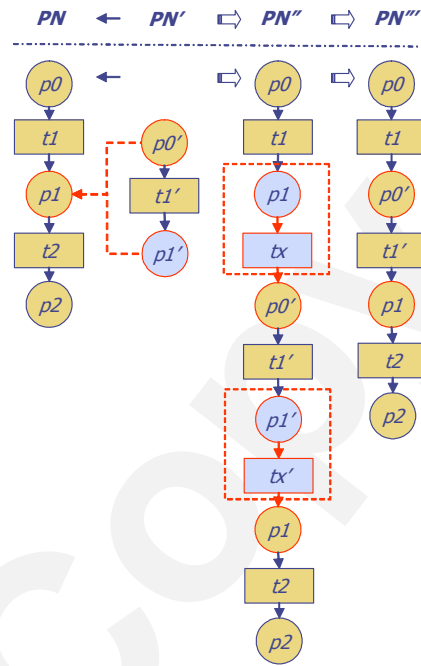 PN ← PN' ⇨ PN" ⇨ PN"'
p0 ← ⇨ p0 ⇨ p0
t1 p0' t1 t1
p1 t1' p1 p0'
t2 p1' tx t1'
p2 p0' p1
t1' t2
p1' p2
tx'
p1
t2
p2
Copy